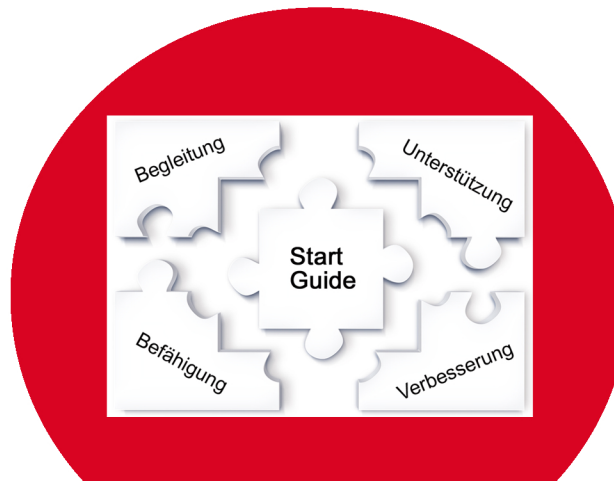 Begleitung
Unterstützung
Start
Guide
Befähigung
Verbesserung